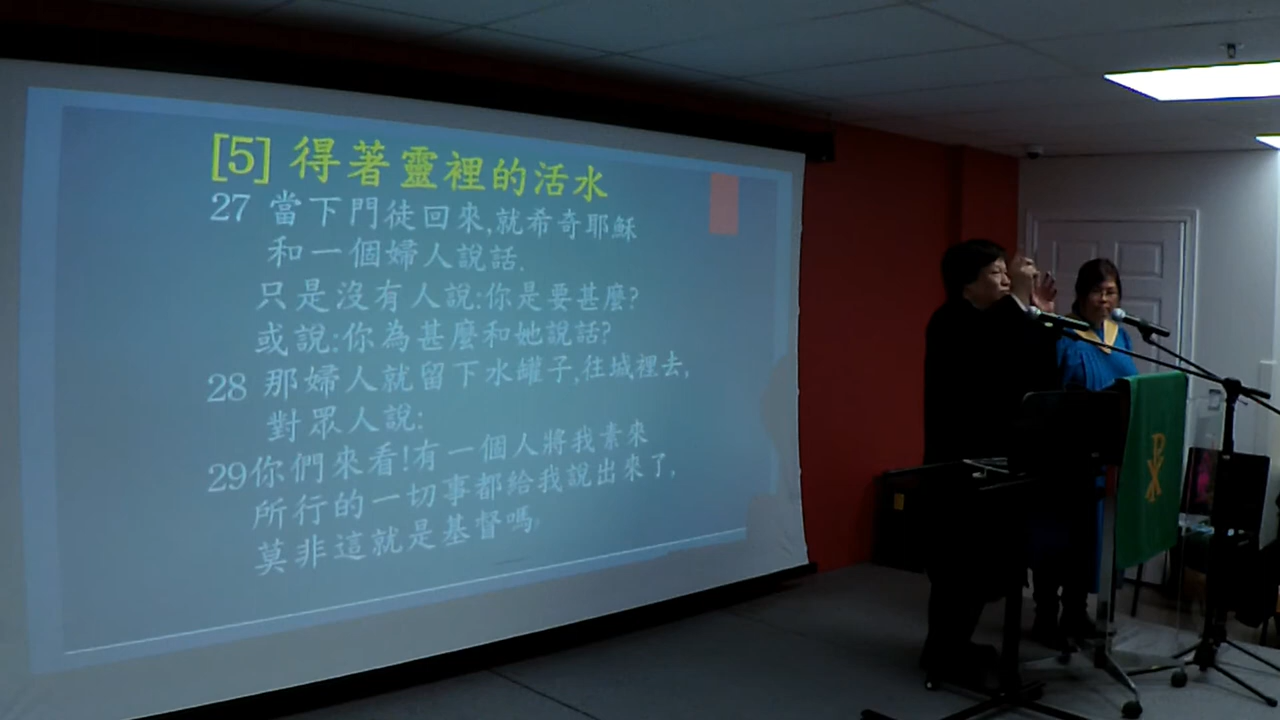 [5] 得著靈裡的活水
27 當下門徒回來,就希奇耶穌
和一個婦人說話.
只是沒有人說:你是要甚麼?
或說:你為甚麼和她說話?
28 那婦人就留下水罐子,往城裡去,
對眾人說:
29你們來看!有一個人將我素來
所行的一切事都給我說出來了,
莫非這就是基督嗎?